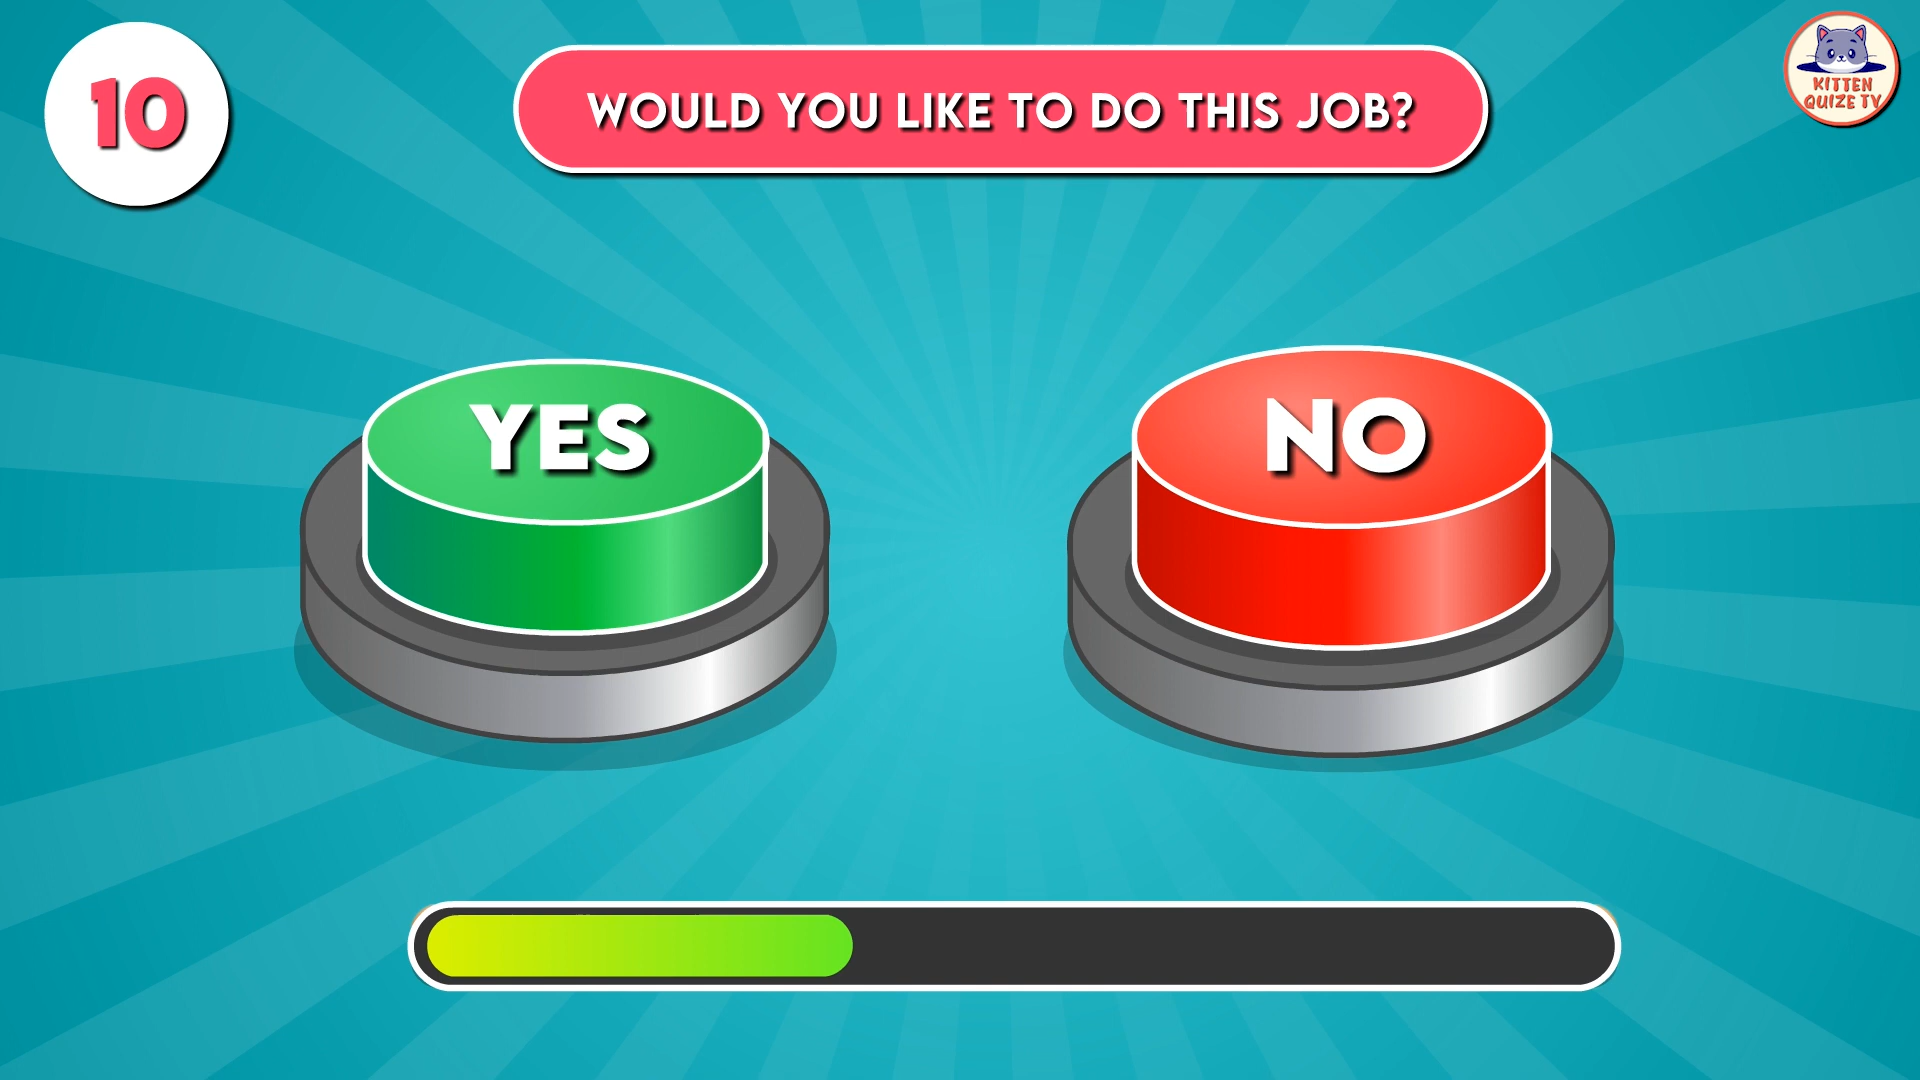 10
WOULD YOU LIKE TO DO THIS JOB?
KITTEN
QUIZE TV
YES
NO